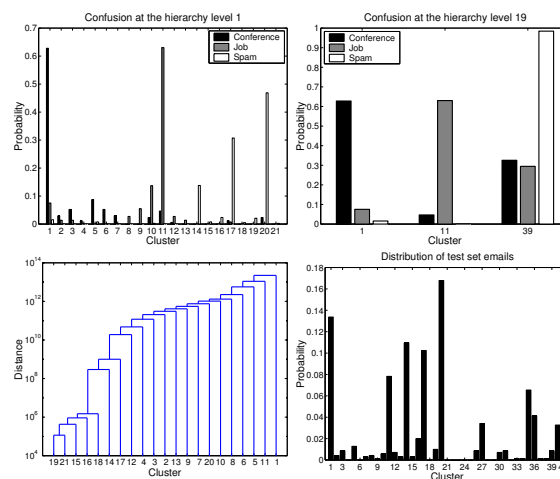 Confusion at the hierarchy level 1
0.7
0.6
0.5
0.4
0.3
0.2
0.1
0
Probability
Conference
Job
Spam
1 2 3 4 5 6 7 8 9 10 11 12 13 14 15 16 17 18 19 20 21
Cluster
Confusion at the hierarchy level 19
1
0.9
0.8
0.7
0.6
0.5
0.4
0.3
0.2
0.1
0
Probability
Conference
Job
Spam
1 11 39
Cluster
10^14
10^12
10^10
10^8
10^6
10^4
Distance
19 21 15 16 18 14 17 12 4 3 2 13 9 7 20 10 8 6 5 11 1
Cluster
Distribution of test set emails
0.18
0.16
0.14
0.12
0.1
0.08
0.06
0.04
0.02
0
Probability
1 3 6 9 12 15 18 21 24 27 30 33 36 39
Cluster